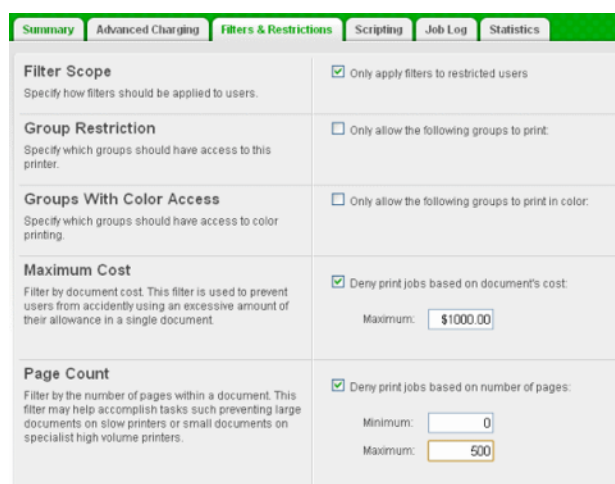 Summary Advanced Charging Filters & Restrictions Scripting Job Log Statistics
Filter Scope
Specify how filters should be applied to users.
Only apply filters to restricted users
Group Restriction
Specify which groups should have access to this
printer.
Only allow the following groups to print:
Groups With Color Access
Specify which groups should have access to color
printing.
Only allow the following groups to print in color:
Maximum Cost
Filter by document cost. This filter is used to prevent
users from accidently using an excessive amount of
their allowance in a single document.
Deny print jobs based on document's cost:
Maximum: $1000.00
Page Count
Filter by the number of pages within a document. This
filter may help accomplish tasks such preventing large
documents on slow printers or small documents on
specialist high volume printers.
Deny print jobs based on number of pages:
Minimum: 0
Maximum: 500